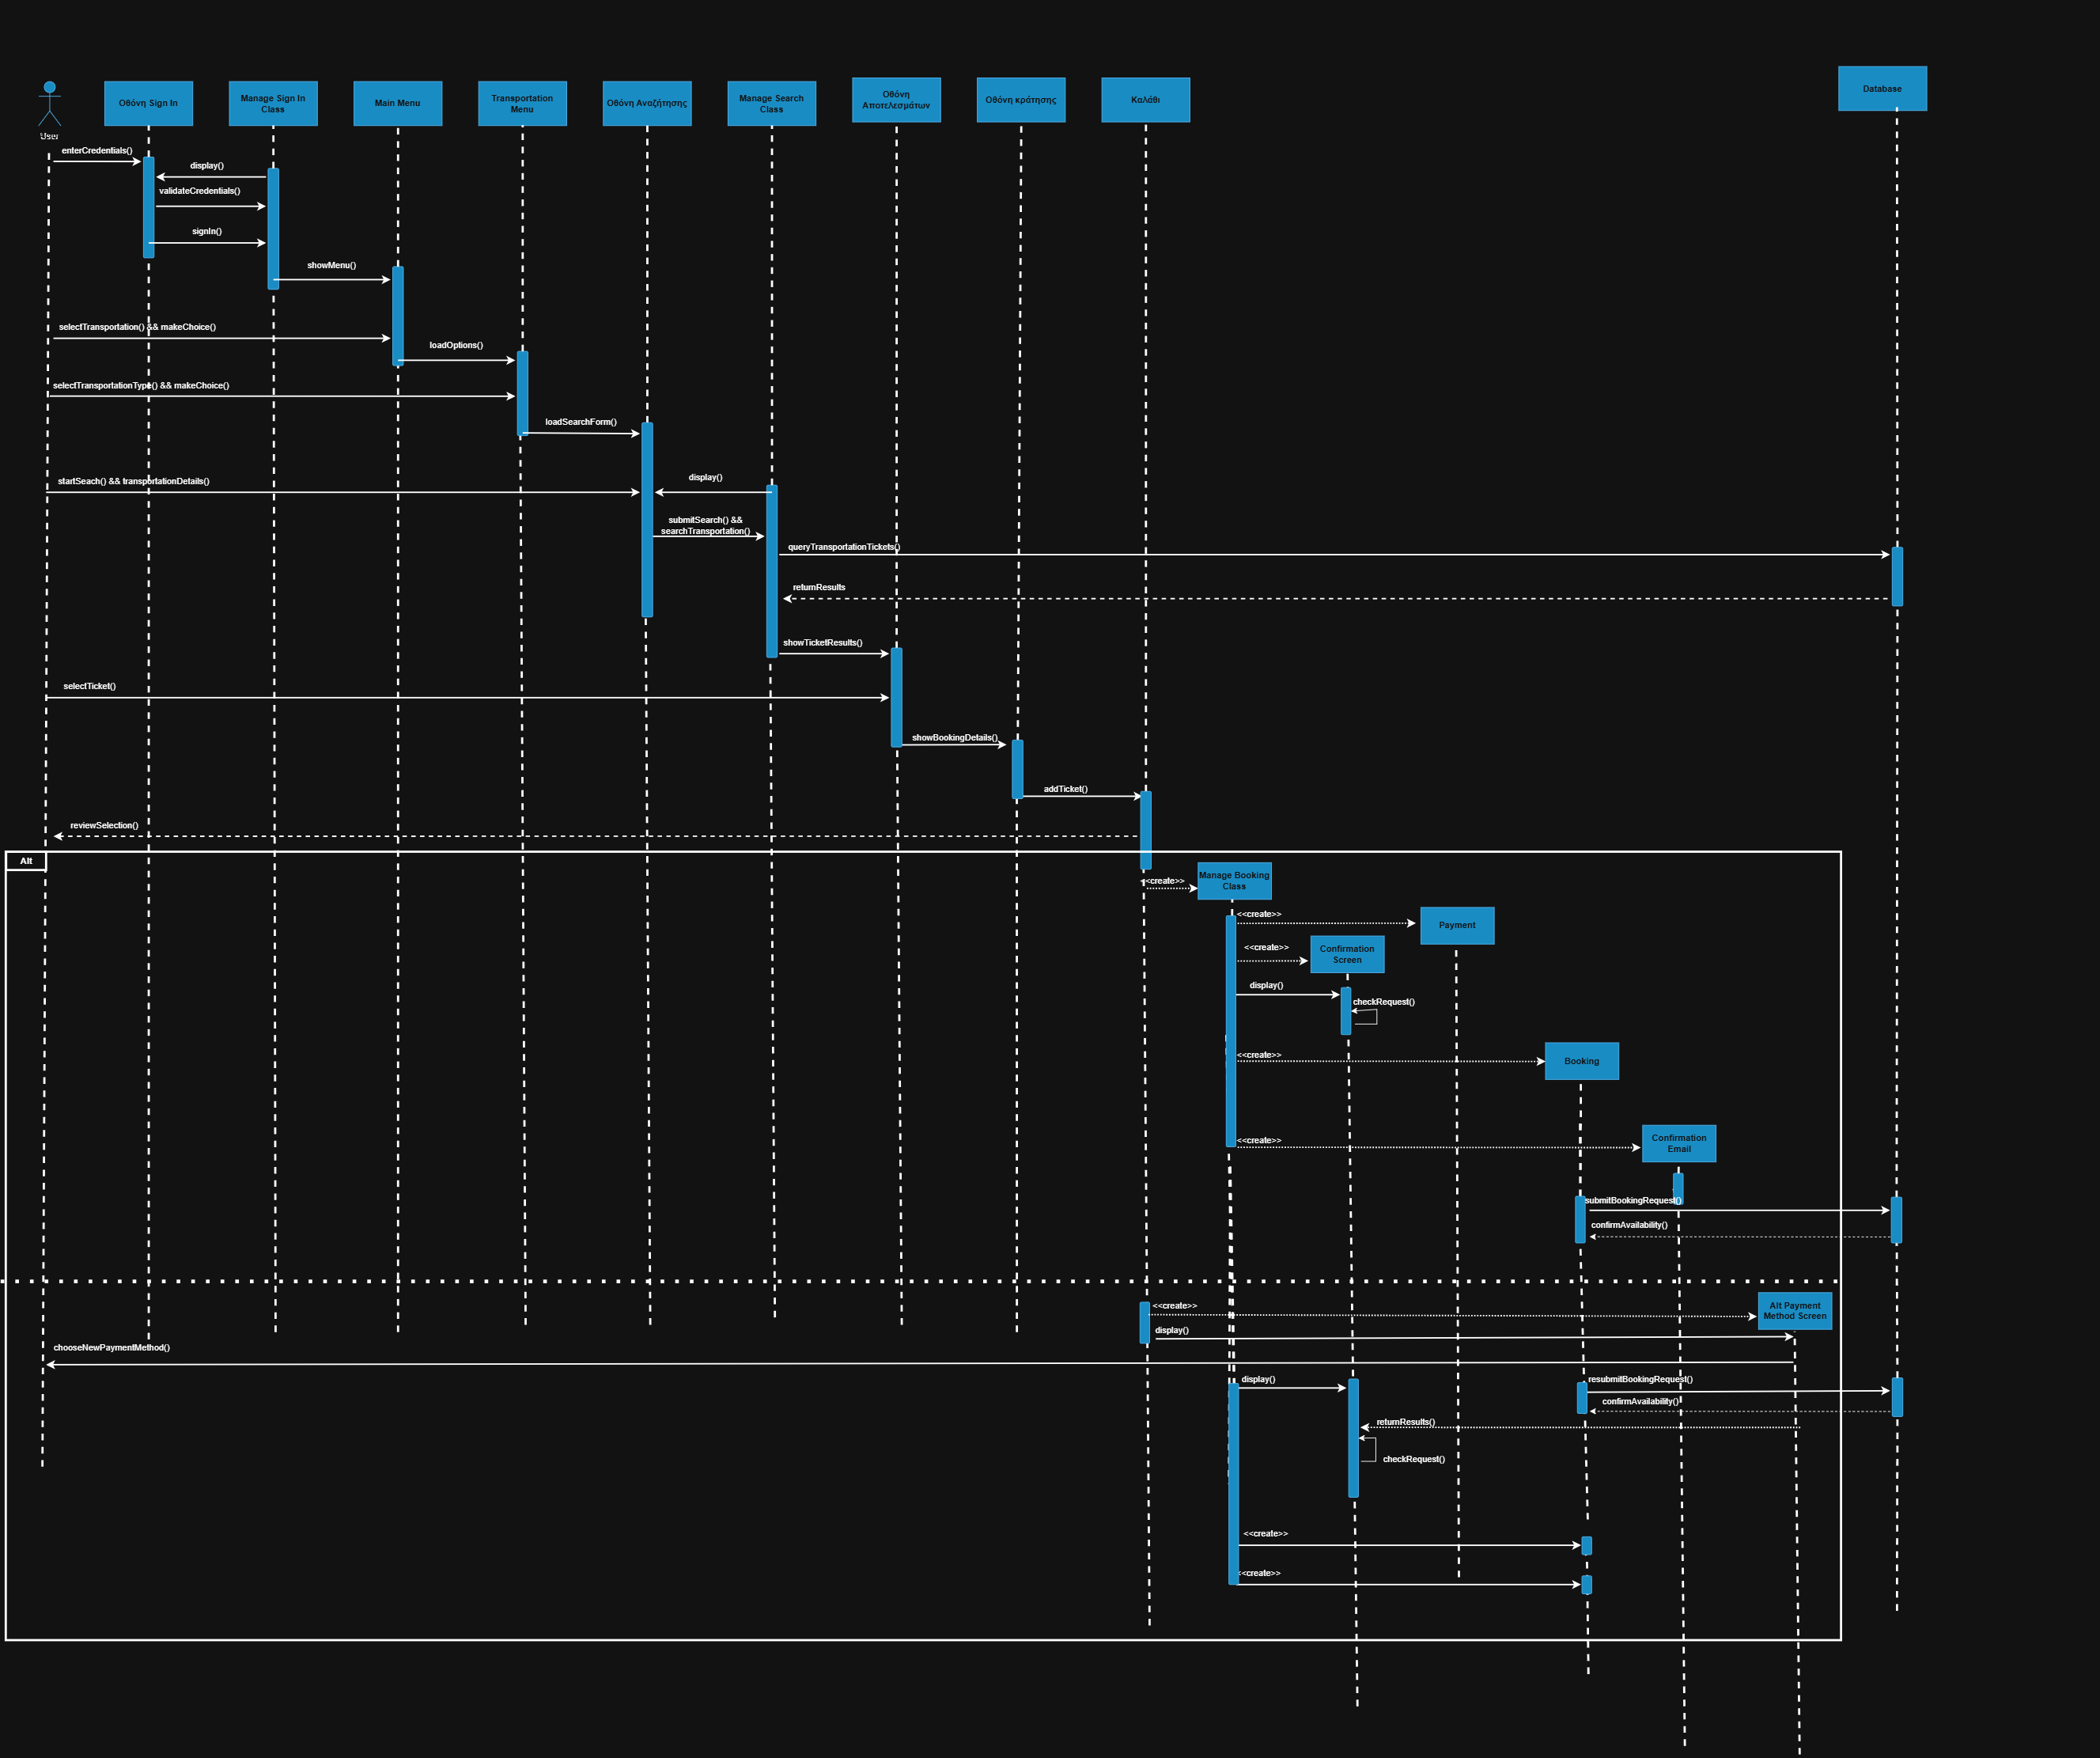 Οθόνη Sign In
Manage Sign In
Class
Main Menu
Transportation
Menu
Οθόνη Αναζήτησης
Manage Search
Class
Οθόνη
Αποτελεσμάτων
Οθόνη κράτησης
Καλάθι
Database
User
enterCredentials()
display()
validateCredentials()
signIn()
showMenu()
selectTransportation() && makeChoice()
loadOptions()
selectTransportationType() && makeChoice()
loadSearchForm()
startSeach() && transportationDetails()
display()
submitSearch() &&
searchTransportation()
queryTransportationTickets()
returnResults
showTicketResults()
selectTicket()
showBookingDetails()
addTicket()
reviewSelection()
Alt
<<create>>
Manage Booking
Class
<<create>>
Payment
<<create>>
Confirmation
Screen
display()
checkRequest()
<<create>>
Booking
<<create>>
Confirmation
Email
submitBookingRequest()
confirmAvailability()
<<create>>
Alt Payment
Method Screen
display()
chooseNewPaymentMethod()
display()
resubmitBookingRequest()
confirmAvailability()
returnResults()
checkRequest()
<<create>>
<<create>>